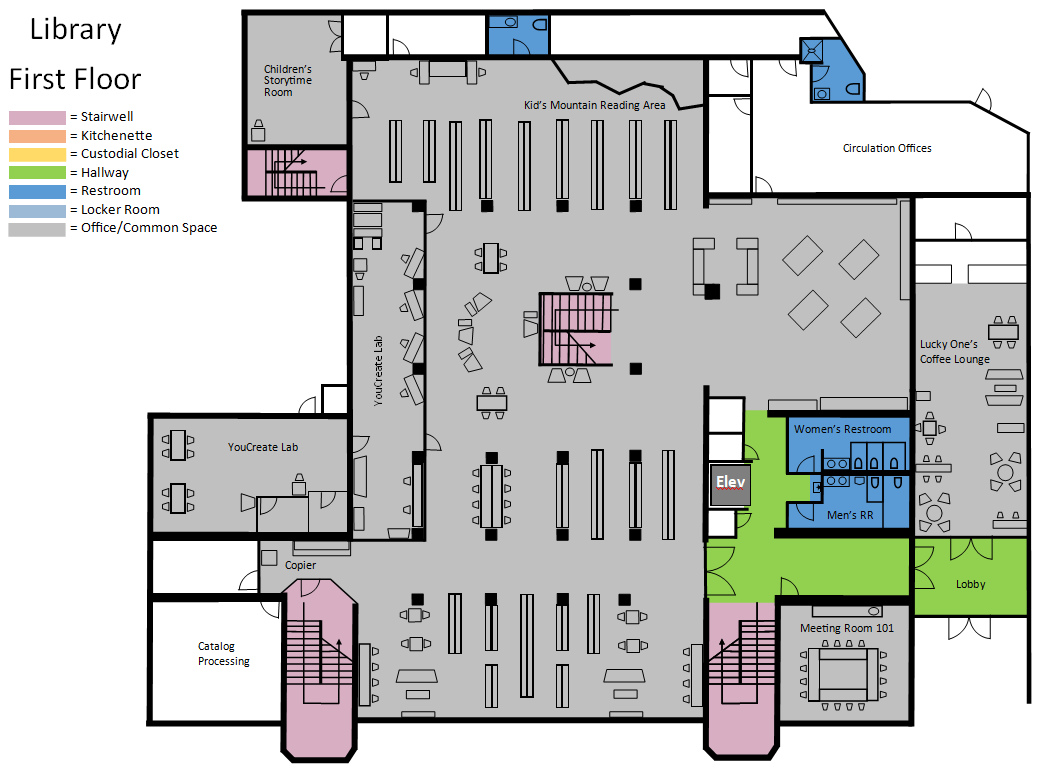 Library
First Floor
= Stairwell
= Kitchenette
= Custodial Closet
= Hallway
= Restroom
= Locker Room
= Office/Common Space
Children's
Storytime
Room
Kid's Mountain Reading Area
Circulation Offices
YouCreate Lab
Lucky One's
Coffee Lounge
YouCreate Lab
Women's Restroom
Elev
Men's RR
Copier
Lobby
Catalog
Processing
Meeting Room 101